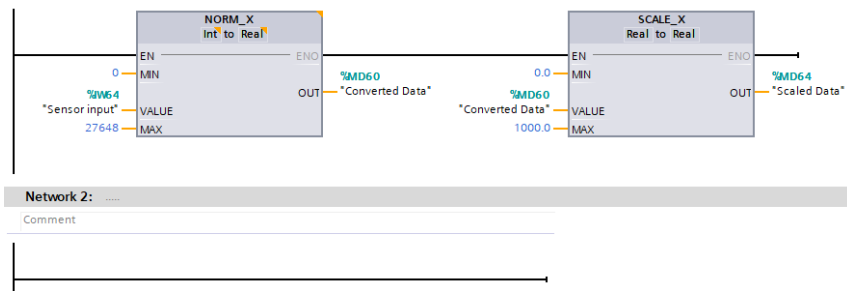 NORM_X
Int to Real
EN
ENO
0
MIN
%IW64
"Sensor input"
VALUE
27648
MAX
OUT
%MD60
"Converted Data"
SCALE_X
Real to Real
EN
ENO
0.0
MIN
%MD60
"Converted Data"
VALUE
1000.0
MAX
OUT
%MD64
"Scaled Data"
Network 2: .....
Comment